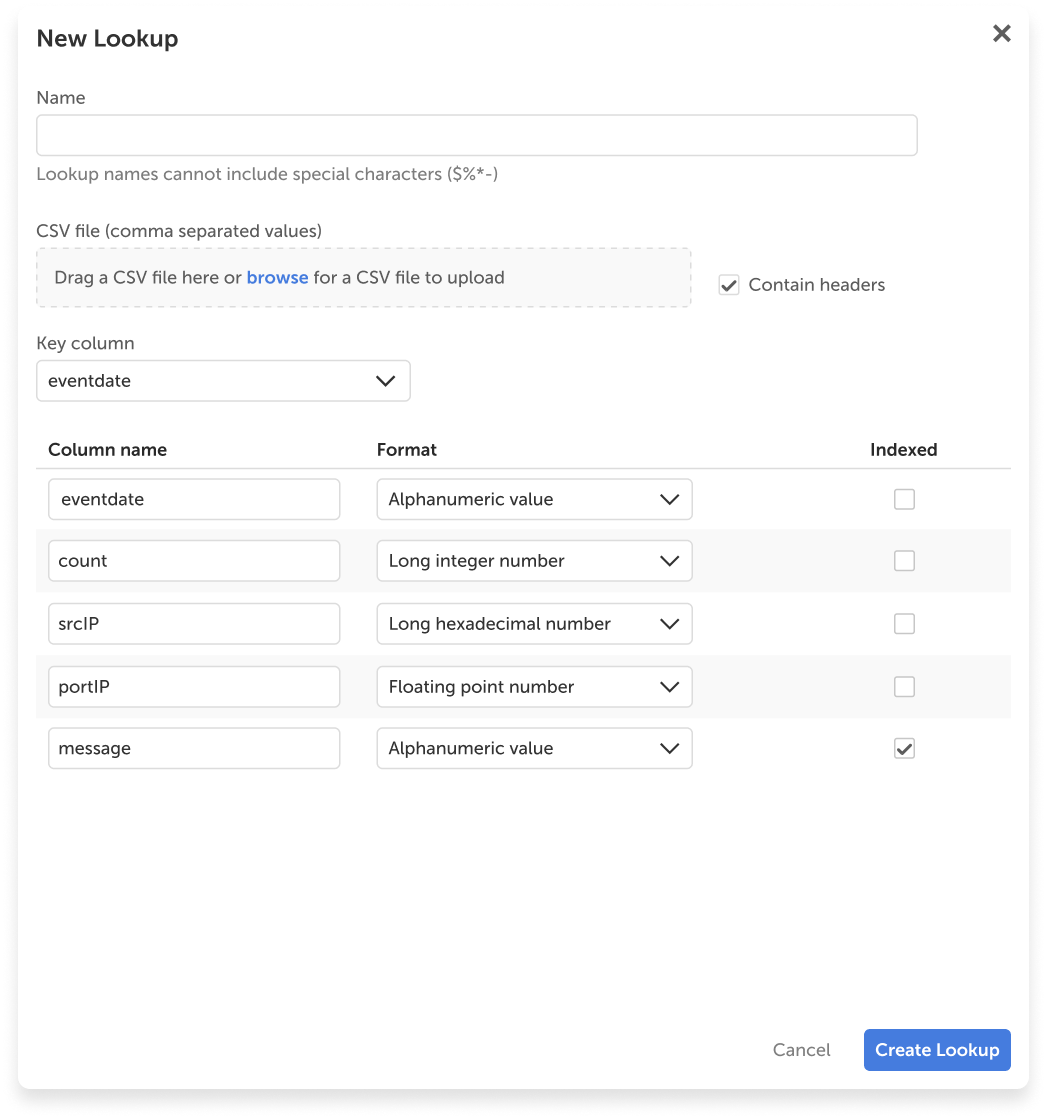 New Lookup
Name
Lookup names cannot include special characters ($%*-)
CSV file (comma separated values)
Drag a CSV file here or browse for a CSV file to upload
Contain headers
Key column
eventdate
Column name Format Indexed
eventdate Alphanumeric value
count Long integer number
srcIP Long hexadecimal number
portIP Floating point number
message Alphanumeric value
Cancel Create Lookup